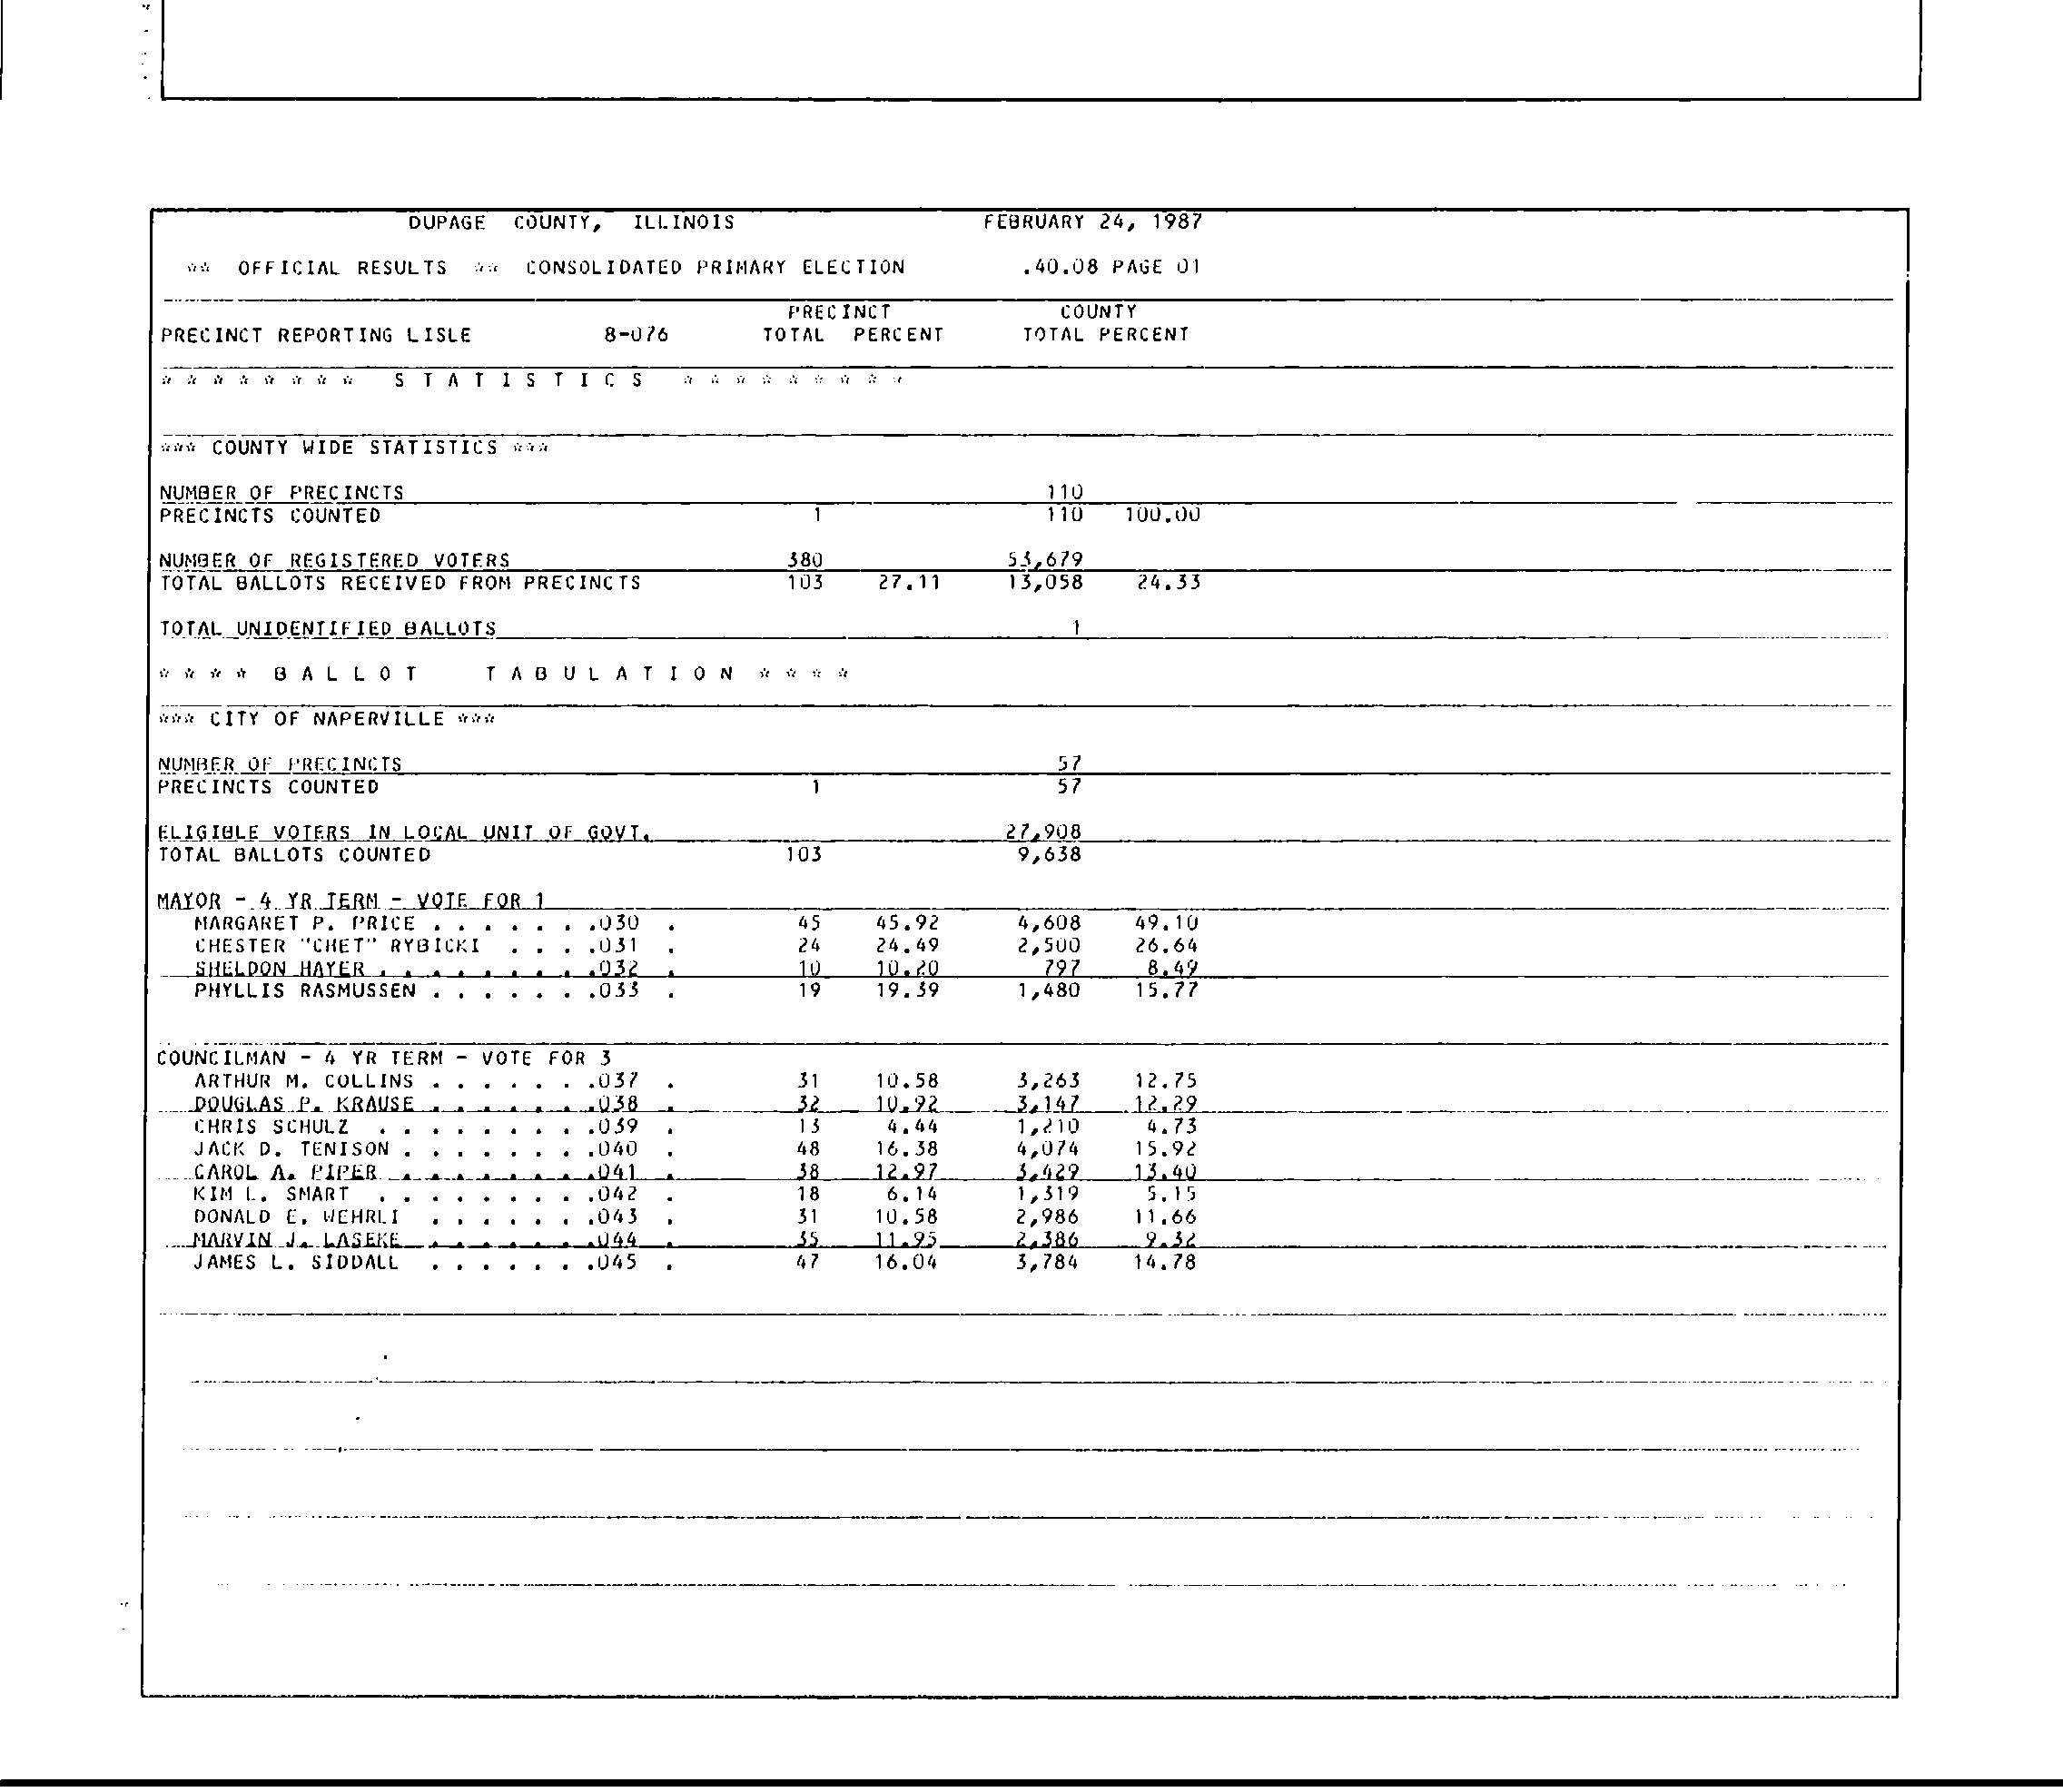 DUPAGE COUNTY, ILLINOIS FEBRUARY 24, 1987
** OFFICIAL RESULTS ** CONSOLIDATED PRIMARY ELECTION .40.08 PAGE 01
PRECINCT COUNTY
PRECINCT REPORTING LISLE 8-076 TOTAL PERCENT TOTAL PERCENT
* * * * * * * * S T A T I S T I C S * * * * * * * * *
*** COUNTY WIDE STATISTICS ***
NUMBER OF PRECINCTS 110
PRECINCTS COUNTED 1 110 100.00
NUMBER OF REGISTERED VOTERS 380 53,679
TOTAL BALLOTS RECEIVED FROM PRECINCTS 103 27.11 13,058 24.33
TOTAL UNIDENTIFIED BALLOTS 1
* * * * B A L L O T T A B U L A T I O N * * * *
*** CITY OF NAPERVILLE ***
NUMBER OF PRECINCTS 57
PRECINCTS COUNTED 1 57
ELIGIBLE VOTERS IN LOCAL UNIT OF GOVT. 27,908
TOTAL BALLOTS COUNTED 103 9,638
MAYOR - 4 YR TERM - VOTE FOR 1
MARGARET P. PRICE . . . . . . .030 . 45 45.92 4,608 49.10
CHESTER "CHET" RYBICKI . . . .031 . 24 24.49 2,500 26.64
SHELDON HAYER . . . . . . . . .032 . 10 10.20 797 8.49
PHYLLIS RASMUSSEN . . . . . . .033 . 19 19.39 1,480 15.77
COUNCILMAN - 4 YR TERM - VOTE FOR 3
ARTHUR M. COLLINS . . . . . . .037 . 31 10.58 3,263 12.75
DOUGLAS P. KRAUSE . . . . . . .038 . 32 10.92 3,147 12.29
CHRIS SCHULZ . . . . . . . . .039 . 13 4.44 1,210 4.73
JACK D. TENISON . . . . . . . .040 . 48 16.38 4,074 15.92
CAROL A. PIPER . . . . . . . .041 . 38 12.97 3,429 13.40
KIM L. SMART . . . . . . . . .042 . 18 6.14 1,319 5.15
DONALD E. WEHRLI . . . . . . .043 . 31 10.58 2,986 11.66
MARVIN J. LASEKE . . . . . . .044 . 35 11.95 2,386 9.32
JAMES L. SIDDALL . . . . . . .045 . 47 16.04 3,784 14.78